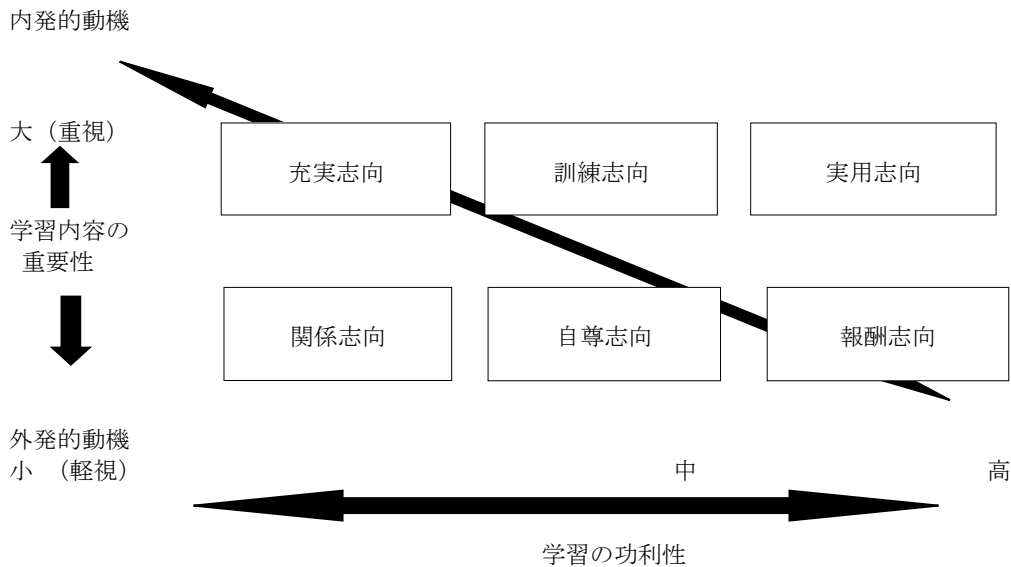 内発的動機
大（重視）
充実志向 訓練志向 実用志向
学習内容の
重要性
関係志向 自尊志向 報酬志向
外発的動機
小 （軽視） 中 高
学習の功利性